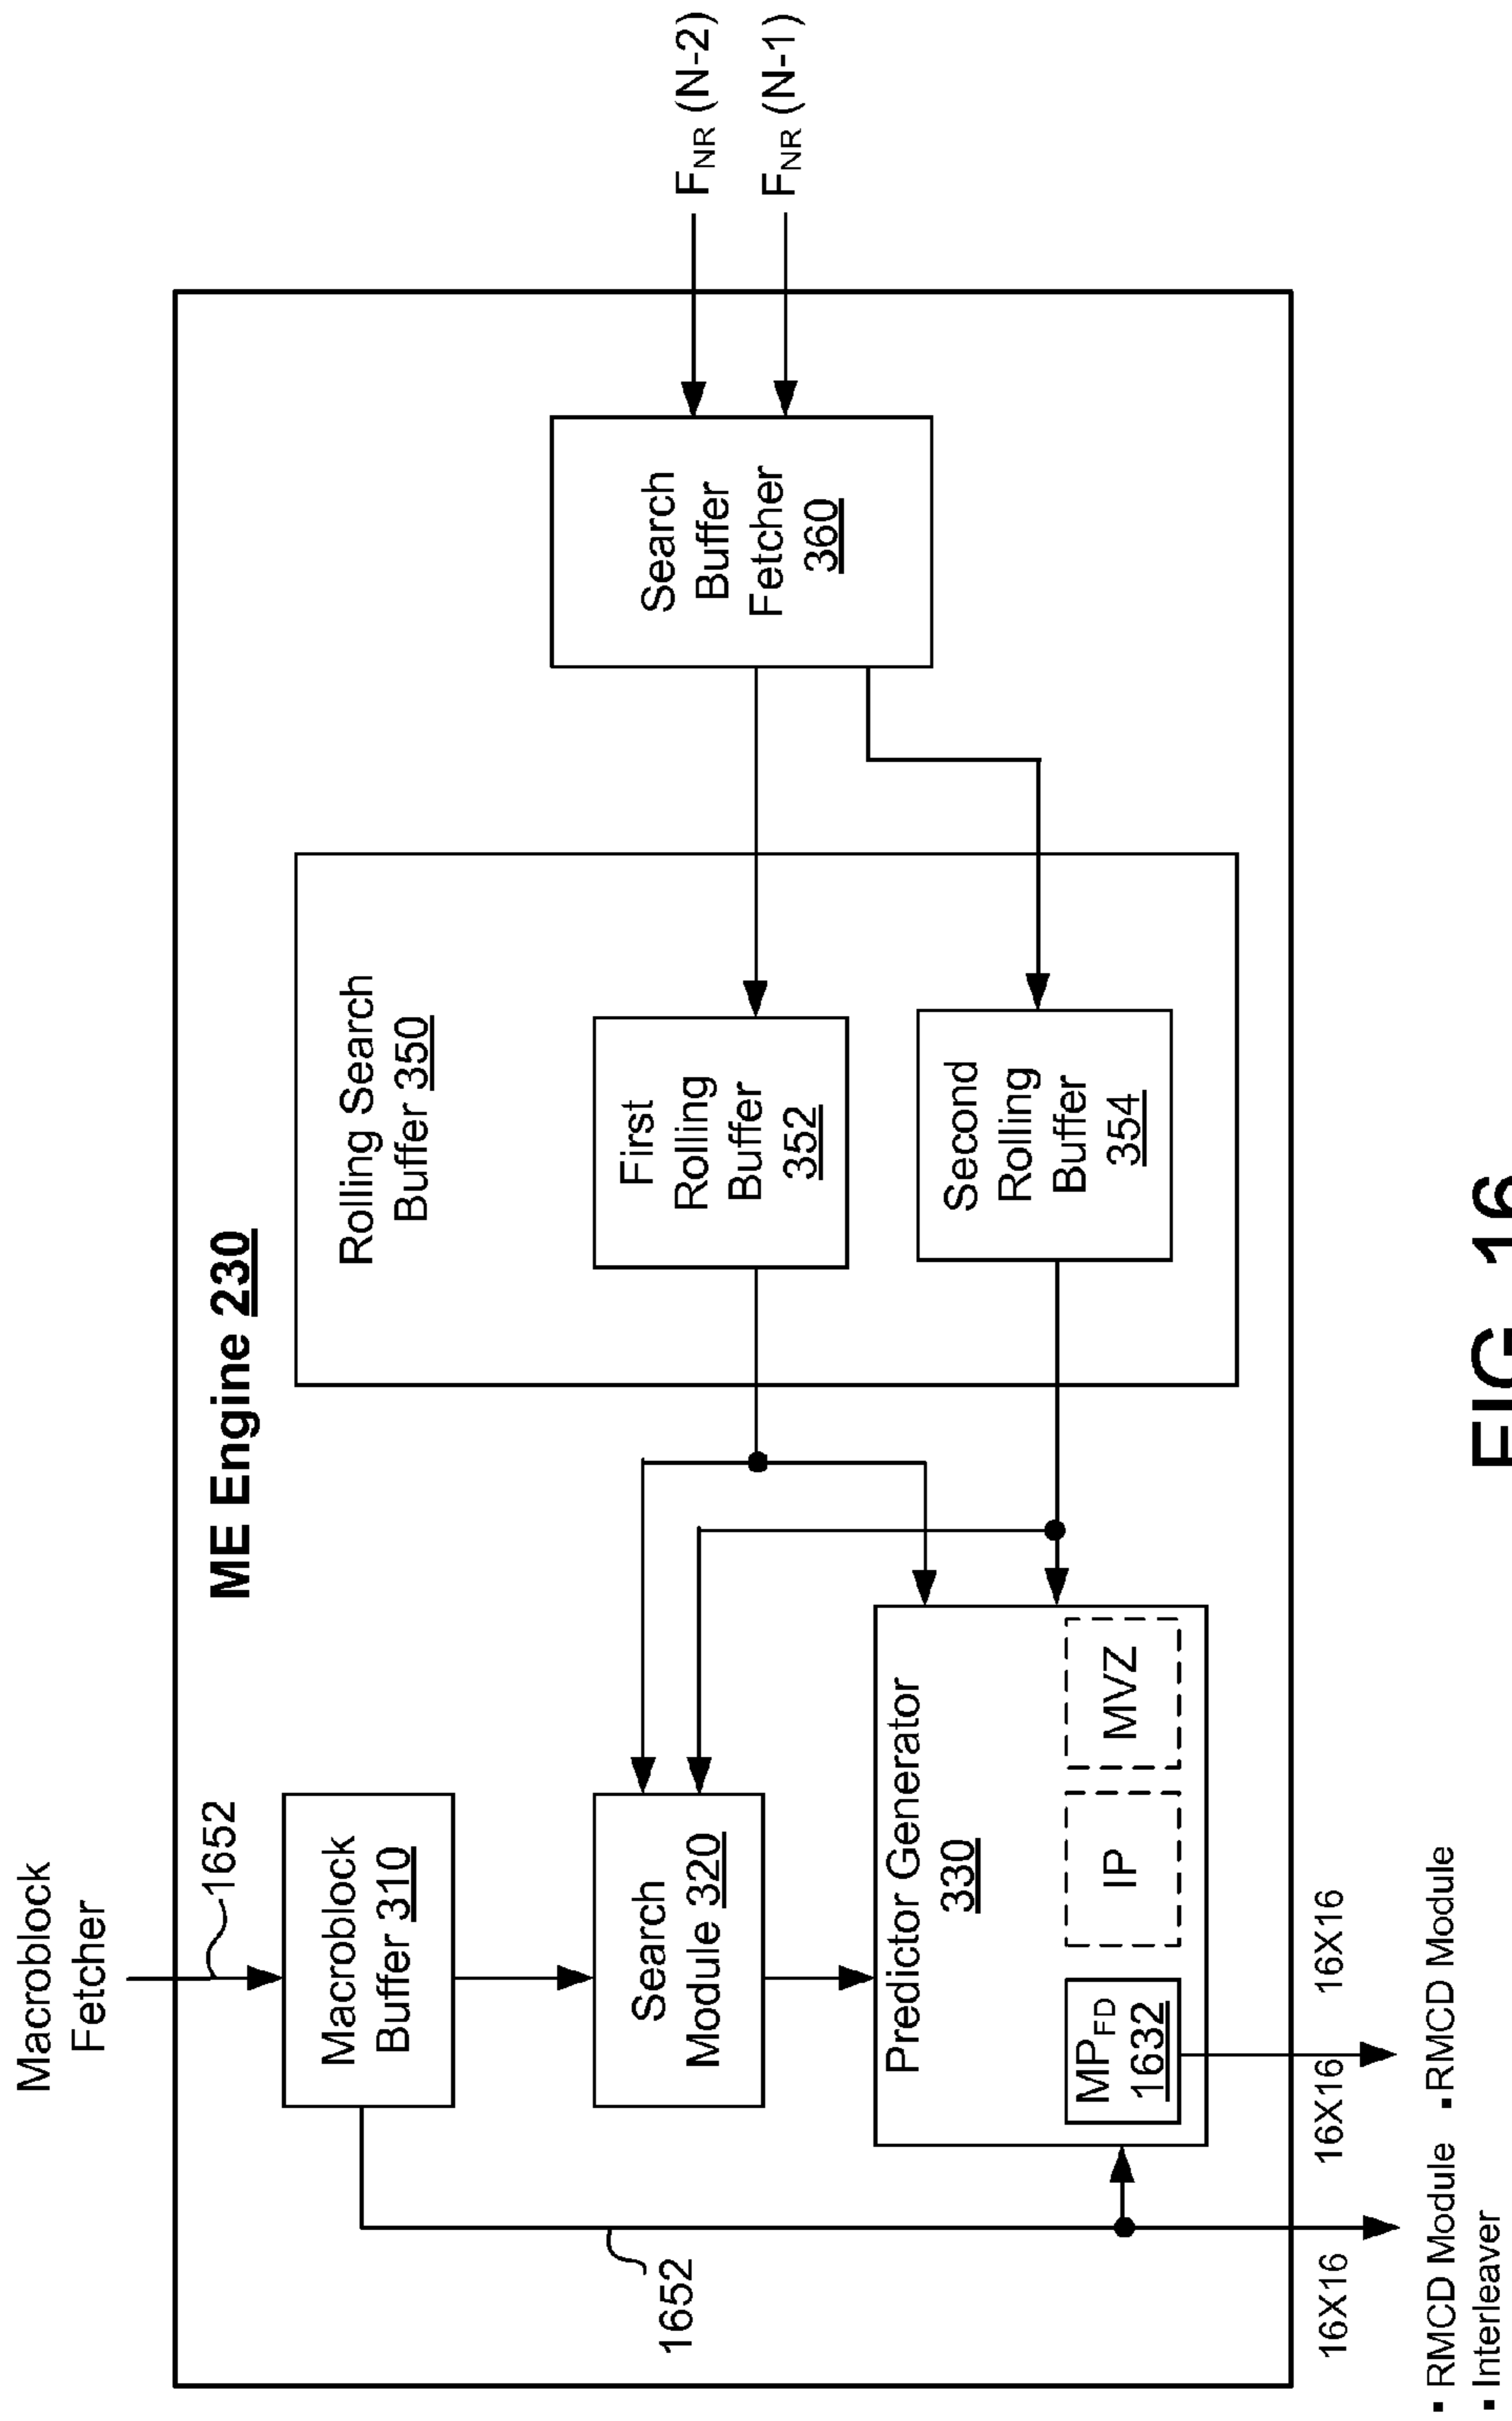 Macroblock
Fetcher
1652
ME Engine 230
Macroblock
Buffer 310
Rolling Search
Buffer 350
Search
Module 320
First
Rolling
Buffer
352
Search
Buffer
Fetcher
360
F_NR (N-2)
F_NR (N-1)
1652
Predictor Generator
330
MP_FD
1632
IP
MVZ
Second
Rolling
Buffer
354
16X16
16X16
16X16
▪ RMCD Module
▪ Interleaver
▪ RMCD Module
FIG. 16